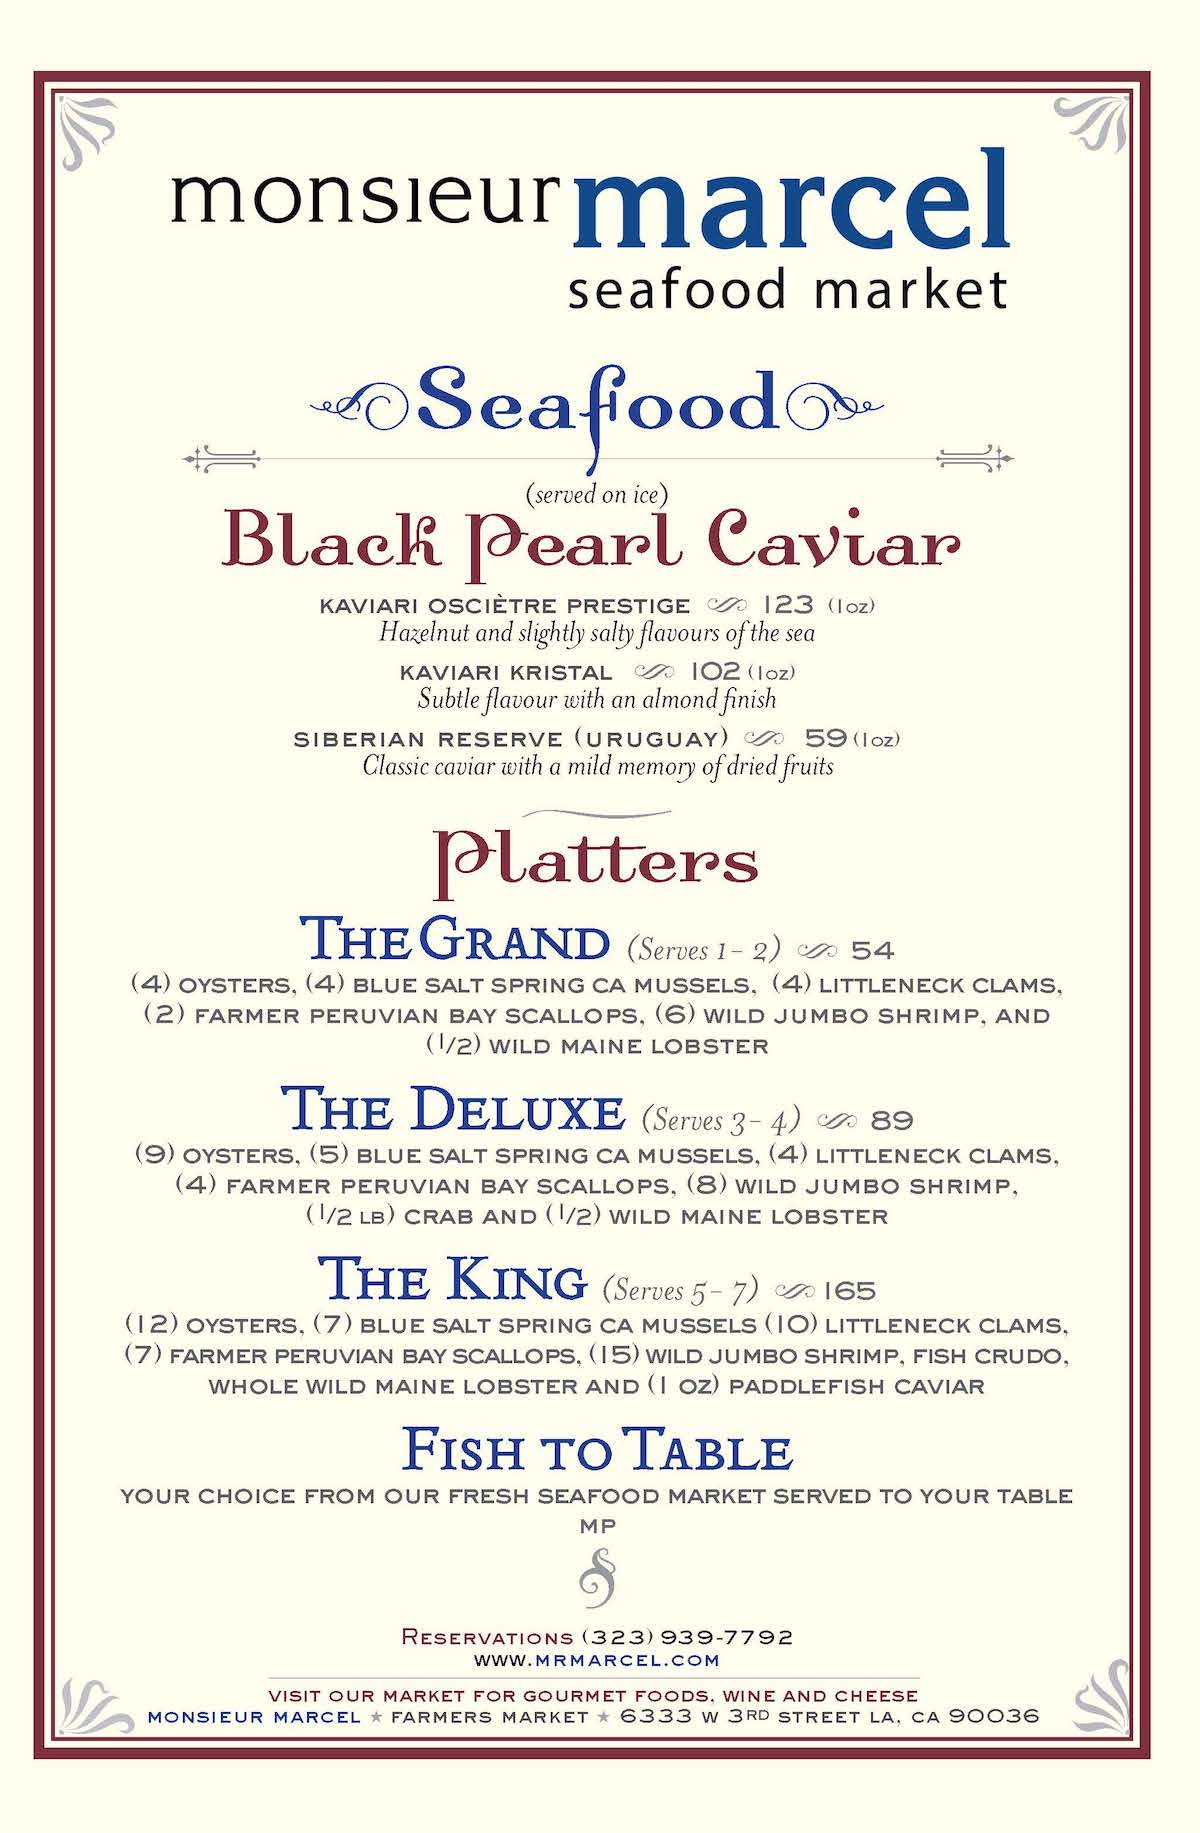 monsieur marcel
seafood market
Seafood
(served on ice)
Black Pearl Caviar
KAVIARI OSCIÈTRE PRESTIGE 123 (1oz)
Hazelnut and slightly salty flavours of the sea
KAVIARI KRISTAL 102 (1oz)
Subtle flavour with an almond finish
SIBERIAN RESERVE (URUGUAY) 59 (1oz)
Classic caviar with a mild memory of dried fruits
Platters
THE GRAND (Serves 1- 2) 54
(4) OYSTERS, (4) BLUE SALT SPRING CA MUSSELS, (4) LITTLENECK CLAMS,
(2) FARMER PERUVIAN BAY SCALLOPS, (6) WILD JUMBO SHRIMP, AND
(1/2) WILD MAINE LOBSTER
THE DELUXE (Serves 3- 4) 89
(9) OYSTERS, (5) BLUE SALT SPRING CA MUSSELS, (4) LITTLENECK CLAMS,
(4) FARMER PERUVIAN BAY SCALLOPS, (8) WILD JUMBO SHRIMP,
(1/2 LB) CRAB AND (1/2) WILD MAINE LOBSTER
THE KING (Serves 5- 7) 165
(12) OYSTERS, (7) BLUE SALT SPRING CA MUSSELS (10) LITTLENECK CLAMS,
(7) FARMER PERUVIAN BAY SCALLOPS, (15) WILD JUMBO SHRIMP, FISH CRUDO,
WHOLE WILD MAINE LOBSTER AND (1 OZ) PADDLEFISH CAVIAR
FISH TO TABLE
YOUR CHOICE FROM OUR FRESH SEAFOOD MARKET SERVED TO YOUR TABLE
MP
RESERVATIONS (323) 939-7792
WWW.MRMARCEL.COM
VISIT OUR MARKET FOR GOURMET FOODS, WINE AND CHEESE
MONSIEUR MARCEL ★ FARMERS MARKET ★ 6333 W 3RD STREET LA, CA 90036